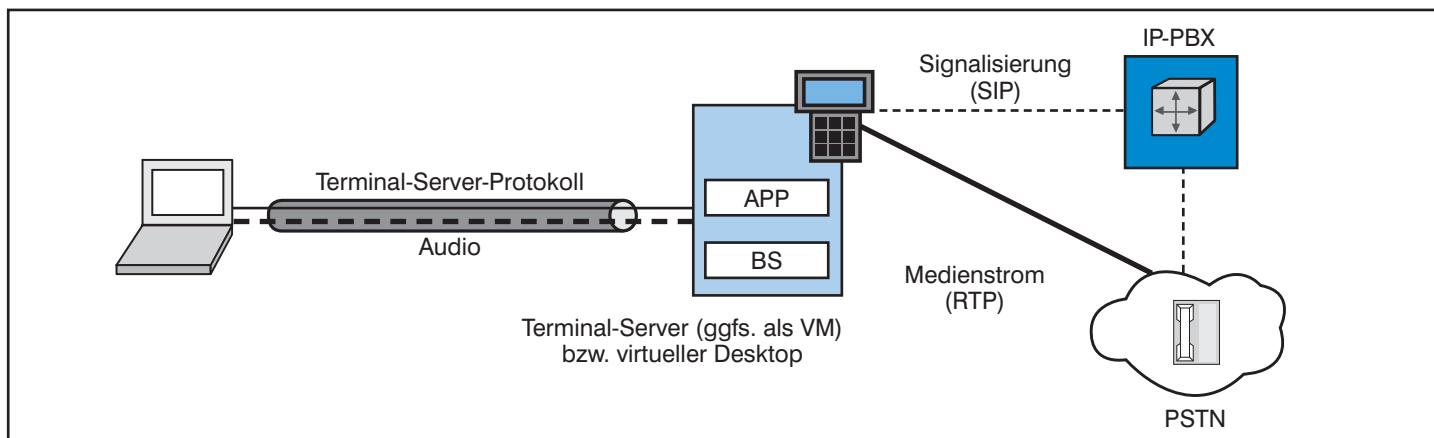 IP-PBX
Signalisierung
(SIP)
Terminal-Server-Protokoll
APP
Audio
BS
Medienstrom
(RTP)
Terminal-Server (ggfs. als VM)
bzw. virtueller Desktop
PSTN